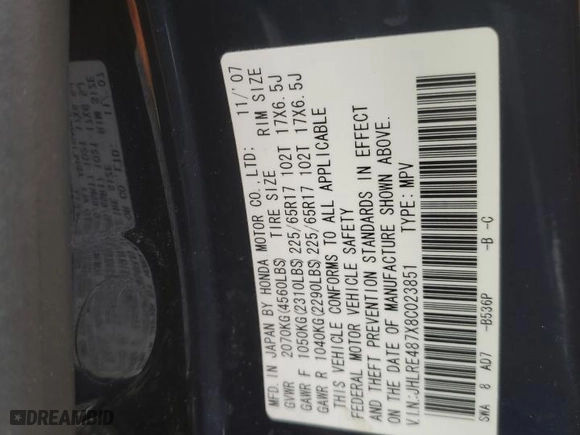 MFD. IN JAPAN BY HONDA MOTOR CO., LTD: 11/'07
TIRE SIZE RIM SIZE
GVWR 2070KG(4560LBS)
GAWR F 1050KG(2310LBS) 225/65R17 102T 17X6.5J
GAWR R 1040KG(2290LBS) 225/65R17 102T 17X6.5J
THIS VEHICLE CONFORMS TO ALL APPLICABLE
FEDERAL MOTOR VEHICLE SAFETY
AND THEFT PREVENTION STANDARDS IN EFFECT
ON THE DATE OF MANUFACTURE SHOWN ABOVE.
V.I.N:JHLRE487X8C023851 TYPE: MPV
SWA 8 AD7 -B536P -B -C
DREAMBID